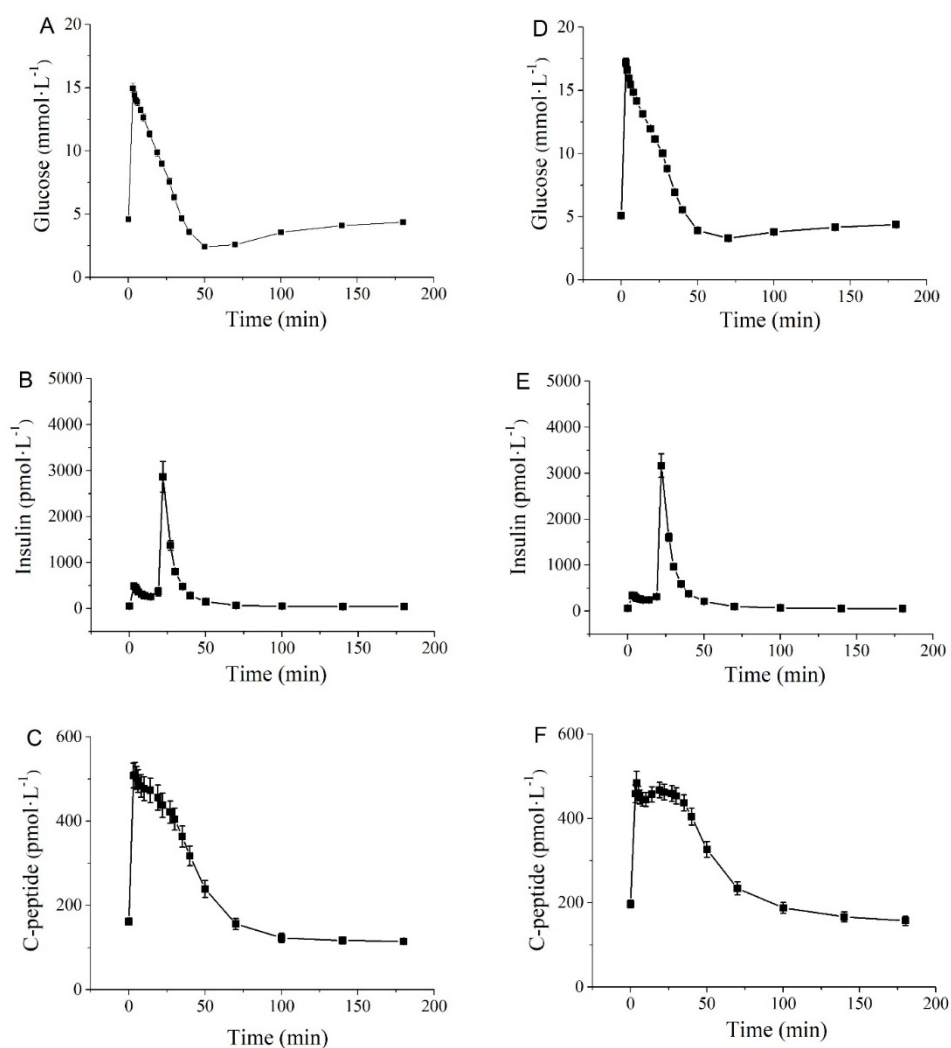 A
20
15
10
5
0
Glucose (mmol·L⁻¹)
0 50 100 150 200
Time (min)
D
20
15
10
5
0
Glucose (mmol·L⁻¹)
0 50 100 150 200
Time (min)
B
5000
4000
3000
2000
1000
0
Insulin (pmol·L⁻¹)
0 50 100 150 200
Time (min)
E
5000
4000
3000
2000
1000
0
Insulin (pmol·L⁻¹)
0 50 100 150 200
Time (min)
C
600
400
200
0
C-peptide (pmol·L⁻¹)
0 50 100 150 200
Time (min)
F
600
400
200
0
C-peptide (pmol·L⁻¹)
0 50 100 150 200
Time (min)